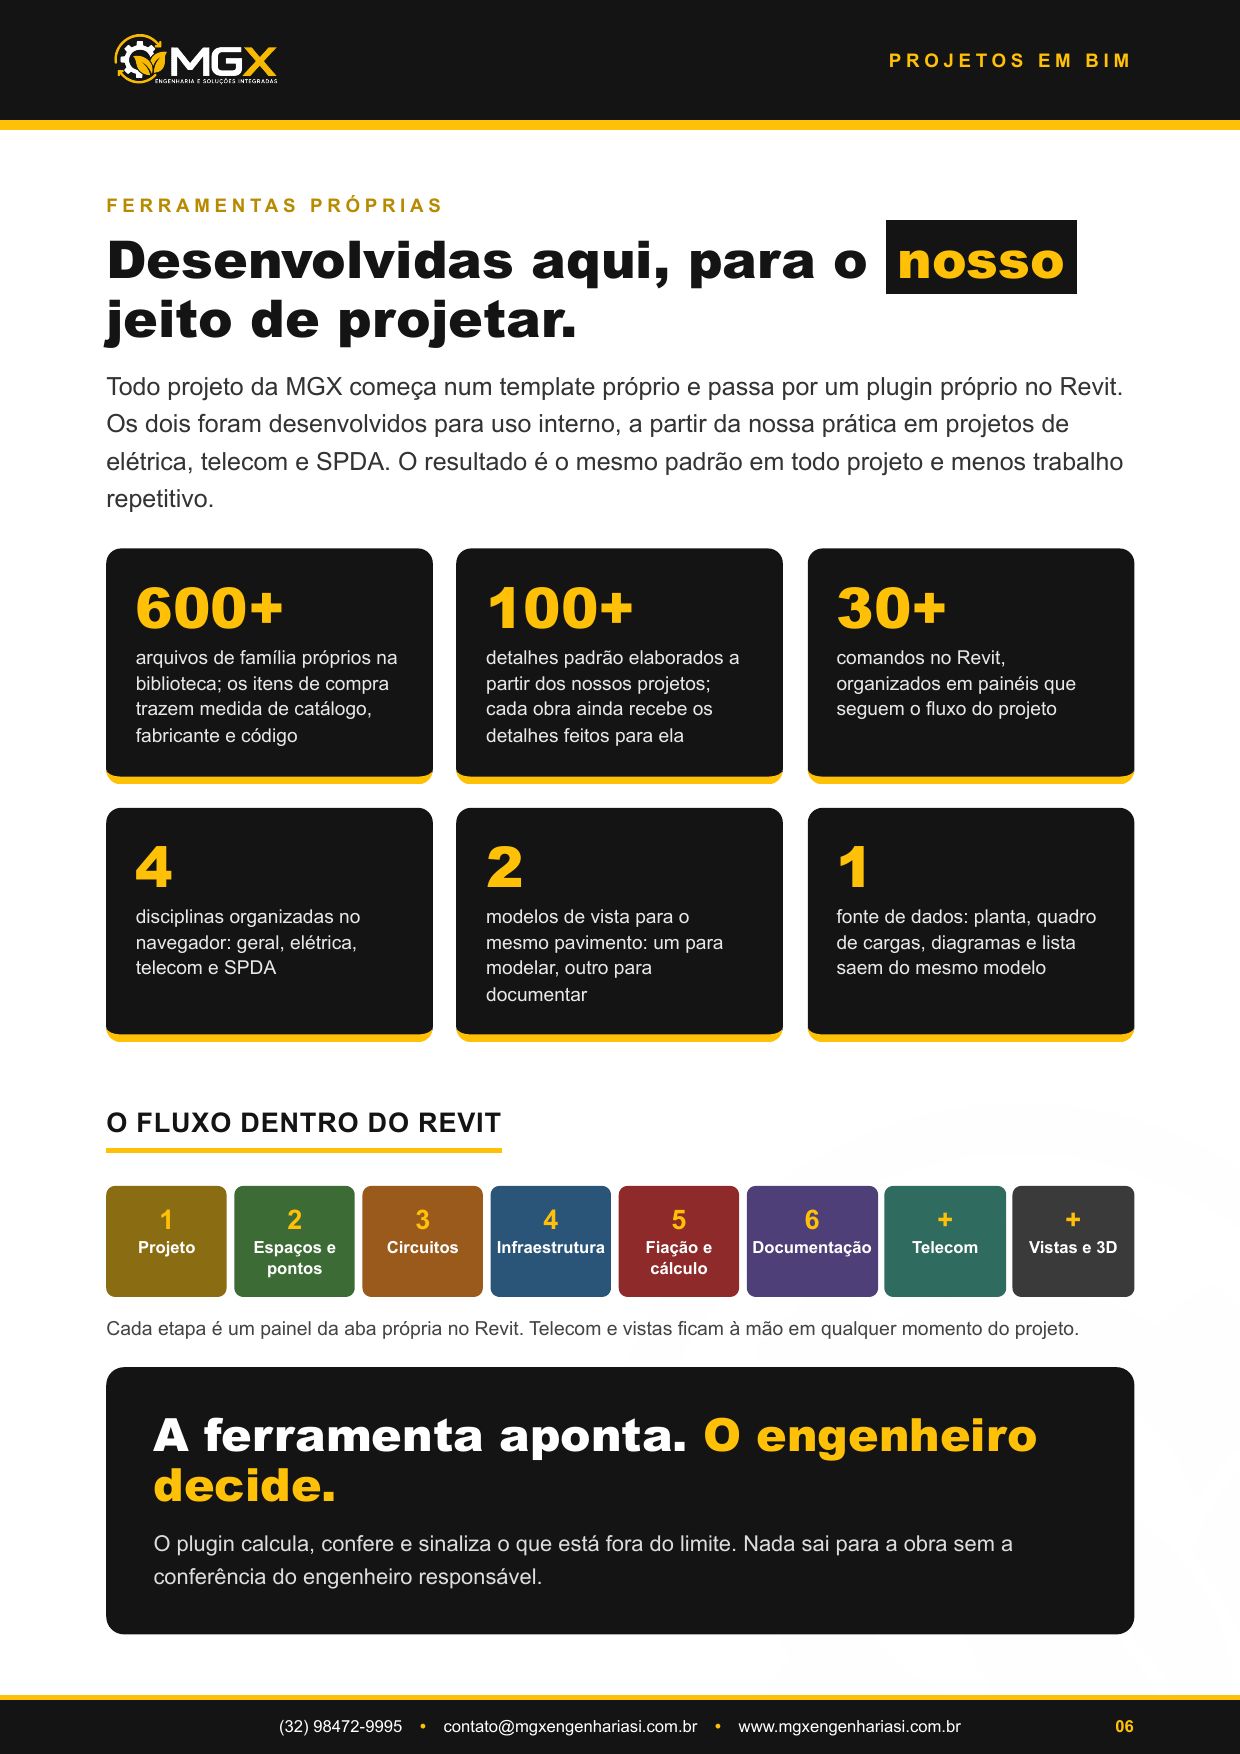 MGX
ENGENHARIA E SOLUÇÕES INTEGRADAS
PROJETOS EM BIM
FERRAMENTAS PRÓPRIAS
Desenvolvidas aqui, para o nosso
jeito de projetar.
Todo projeto da MGX começa num template próprio e passa por um plugin próprio no Revit.
Os dois foram desenvolvidos para uso interno, a partir da nossa prática em projetos de
elétrica, telecom e SPDA. O resultado é o mesmo padrão em todo projeto e menos trabalho
repetitivo.
600+
arquivos de família próprios na
biblioteca; os itens de compra
trazem medida de catálogo,
fabricante e código
100+
detalhes padrão elaborados a
partir dos nossos projetos;
cada obra ainda recebe os
detalhes feitos para ela
30+
comandos no Revit,
organizados em painéis que
seguem o fluxo do projeto
4
disciplinas organizadas no
navegador: geral, elétrica,
telecom e SPDA
2
modelos de vista para o
mesmo pavimento: um para
modelar, outro para
documentar
1
fonte de dados: planta, quadro
de cargas, diagramas e lista
saem do mesmo modelo
O FLUXO DENTRO DO REVIT
1
Projeto
2
Espaços e
pontos
3
Circuitos
4
Infraestrutura
5
Fiação e
cálculo
6
Documentação
+
Telecom
+
Vistas e 3D
Cada etapa é um painel da aba própria no Revit. Telecom e vistas ficam à mão em qualquer momento do projeto.
A ferramenta aponta. O engenheiro
decide.
O plugin calcula, confere e sinaliza o que está fora do limite. Nada sai para a obra sem a
conferência do engenheiro responsável.
(32) 98472-9995 • contato@mgxengenhariasi.com.br • www.mgxengenhariasi.com.br 06